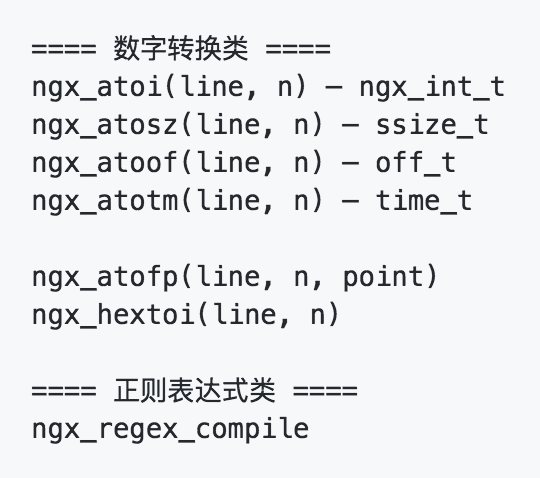 ==== 数字转换类 ====
ngx_atoi(line, n) – ngx_int_t
ngx_atosz(line, n) – ssize_t
ngx_atoof(line, n) – off_t
ngx_atotm(line, n) – time_t
ngx_atofp(line, n, point)
ngx_hextoi(line, n)
==== 正则表达式类 ====
ngx_regex_compile